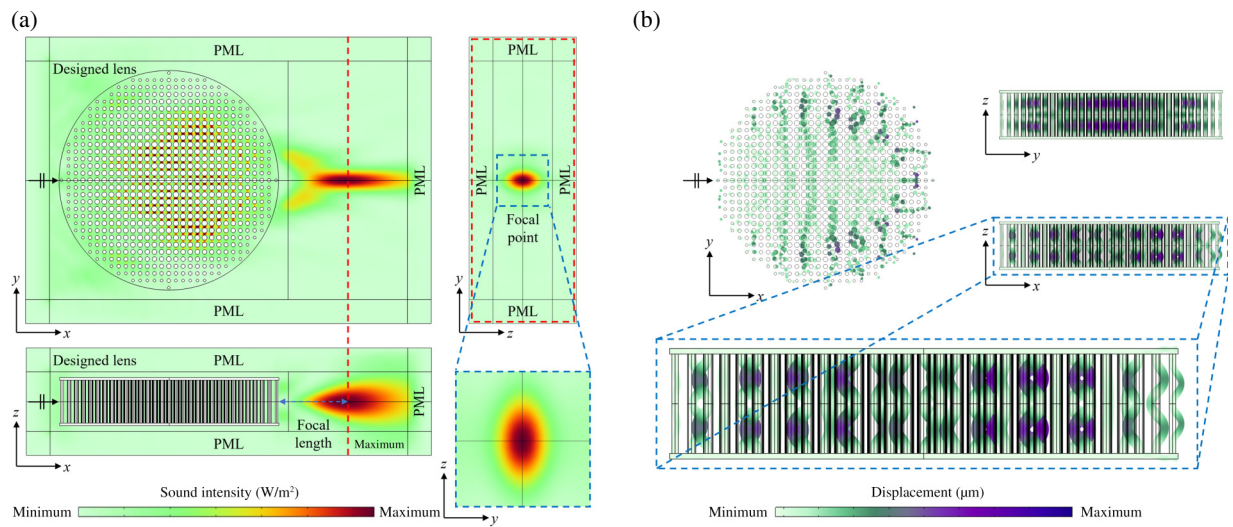 (a)
PML
Designed lens
PML
PML
y
x
PML
PML
PML
Focal
point
PML
y
z
Designed lens
PML
PML
Focal
length
Maximum
PML
z
x
z
y
Sound intensity (W/m²)
Minimum
Maximum
(b)
z
y
y
x
z
x
Displacement (μm)
Minimum
Maximum